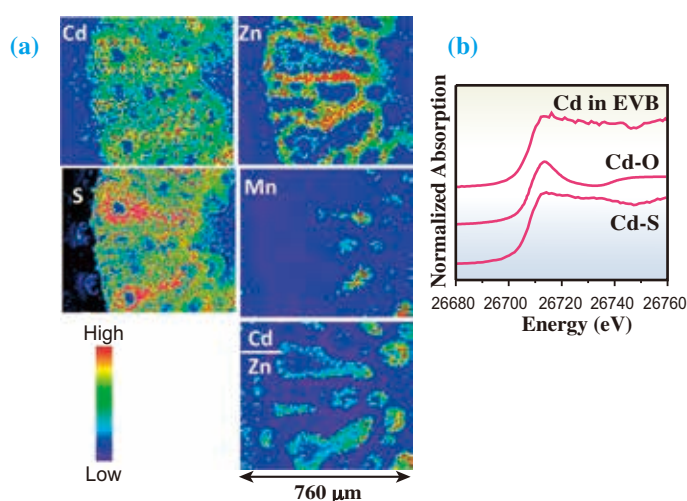 (a)
Cd
Zn
S
Mn
High
Low
Cd
Zn
760 μm
(b)
Normalized Absorption
Cd in EVB
Cd-O
Cd-S
26680 26700 26720 26740 26760
Energy (eV)